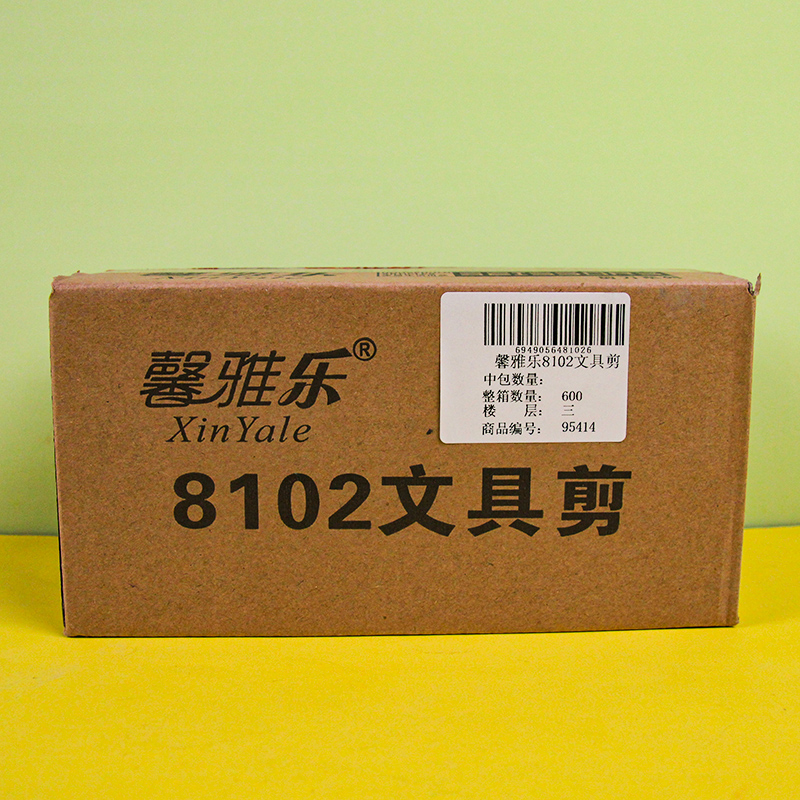 馨雅乐®
XinYale
8102文具剪
6949056481026
馨雅乐8102文具剪
中包数量:
整箱数量: 600
楼 层: 三
商品编号: 95414